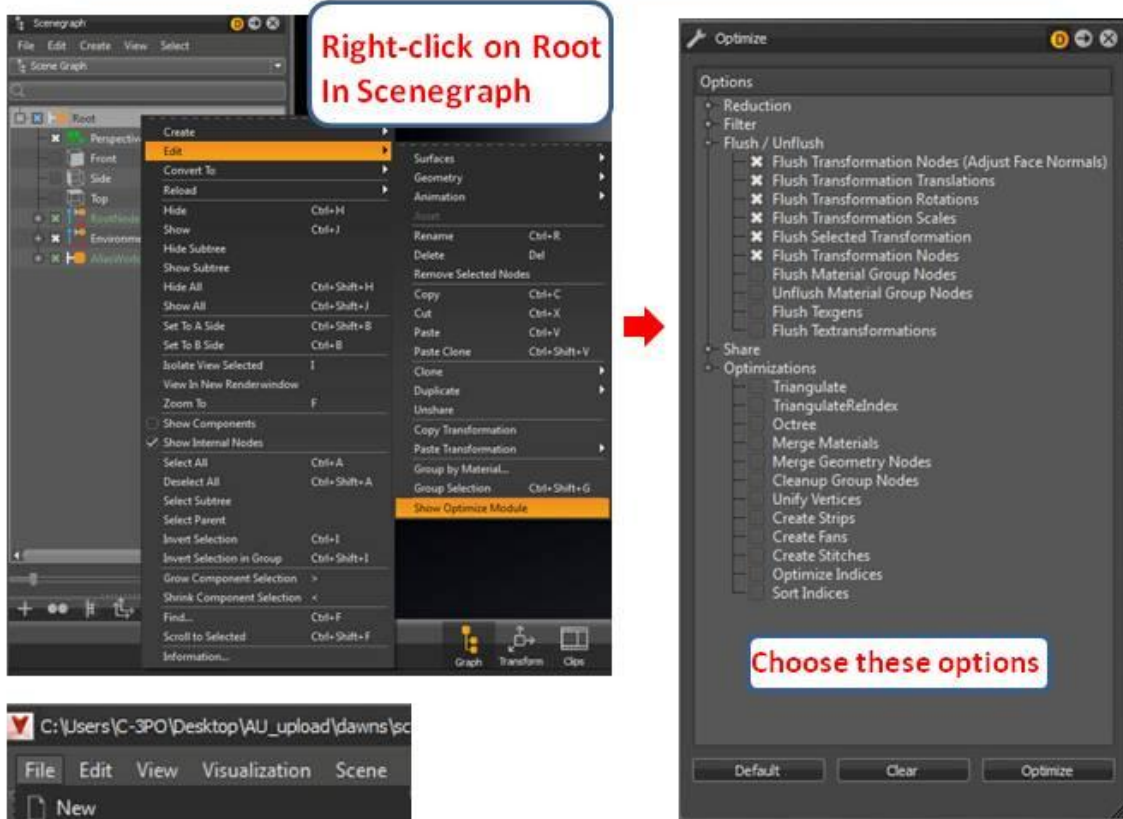 Scenegraph
File Edit Create View Select
Scene Graph
Right-click on Root
In Scenegraph
Root
Perspectiv
Front
Side
Top
RootNode
Environme
AliasWork
Create
Edit
Convert To
Reload
Hide Ctrl+H
Show Ctrl+J
Hide Subtree
Show Subtree
Hide All Ctrl+Shift+H
Show All Ctrl+Shift+J
Set To A Side Ctrl+Shift+B
Set To B Side Ctrl+B
Isolate View Selected I
View In New Renderwindow
Zoom To F
Show Components
Show Internal Nodes
Select All Ctrl+A
Deselect All Ctrl+Shift+A
Select Subtree
Select Parent
Invert Selection Ctrl+I
Invert Selection in Group Ctrl+Shift+I
Grow Component Selection >
Shrink Component Selection <
Find... Ctrl+F
Scroll to Selected Ctrl+Shift+F
Information...
Surfaces
Geometry
Animation
Asset
Rename Ctrl+R
Delete Del
Remove Selected Nodes
Copy Ctrl+C
Cut Ctrl+X
Paste Ctrl+V
Paste Clone Ctrl+Shift+V
Clone
Duplicate
Unshare
Copy Transformation
Paste Transformation
Group by Material...
Group Selection Ctrl+Shift+G
Show Optimize Module
Graph Transform Clips
Optimize
Options
Reduction
Filter
Flush / Unflush
Flush Transformation Nodes (Adjust Face Normals)
Flush Transformation Translations
Flush Transformation Rotations
Flush Transformation Scales
Flush Selected Transformation
Flush Transformation Nodes
Flush Material Group Nodes
Unflush Material Group Nodes
Flush Texgens
Flush Textransformations
Share
Optimizations
Triangulate
TriangulateReIndex
Octree
Merge Materials
Merge Geometry Nodes
Cleanup Group Nodes
Unify Vertices
Create Strips
Create Fans
Create Stitches
Optimize Indices
Sort Indices
Choose these options
Default Clear Optimize
C:\Users\C-3PO\Desktop\AU_upload\dawns\sc
File Edit View Visualization Scene
New